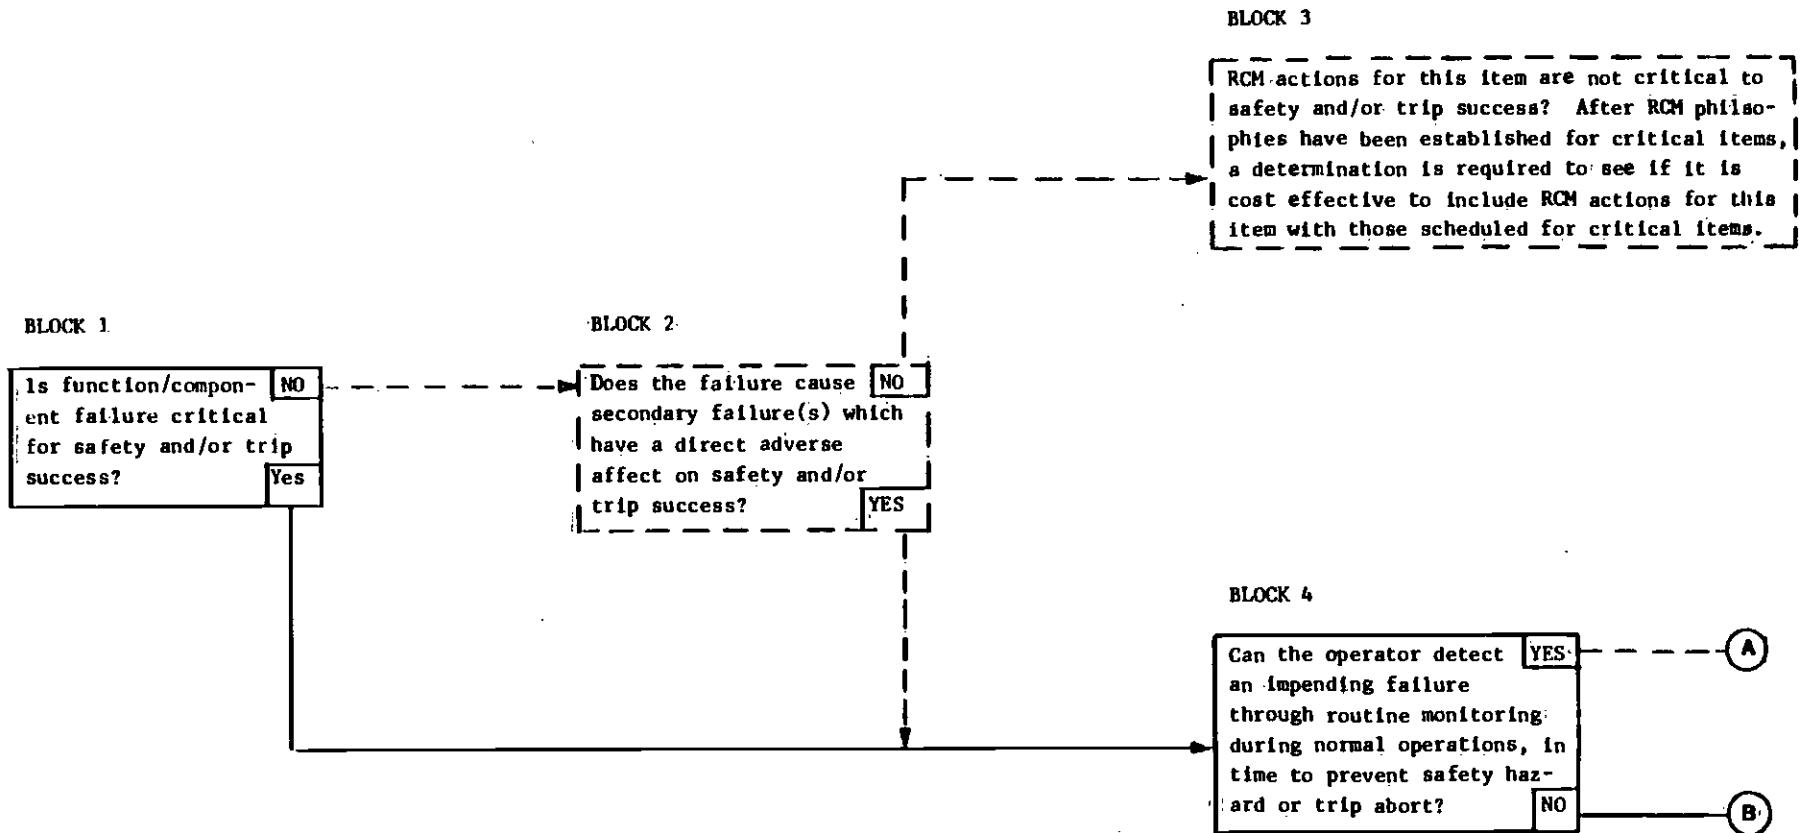 BLOCK 3
RCM actions for this item are not critical to
safety and/or trip success? After RCM philso-
phies have been established for critical items,
a determination is required to see if it is
cost effective to include RCM actions for this
item with those scheduled for critical items.
BLOCK 1
Is function/compon- NO
ent failure critical
for safety and/or trip
success? Yes
BLOCK 2
Does the failure cause NO
secondary failure(s) which
have a direct adverse
affect on safety and/or
trip success? YES
BLOCK 4
Can the operator detect YES
an impending failure
through routine monitoring
during normal operations, in
time to prevent safety haz-
ard or trip abort? NO
A
B